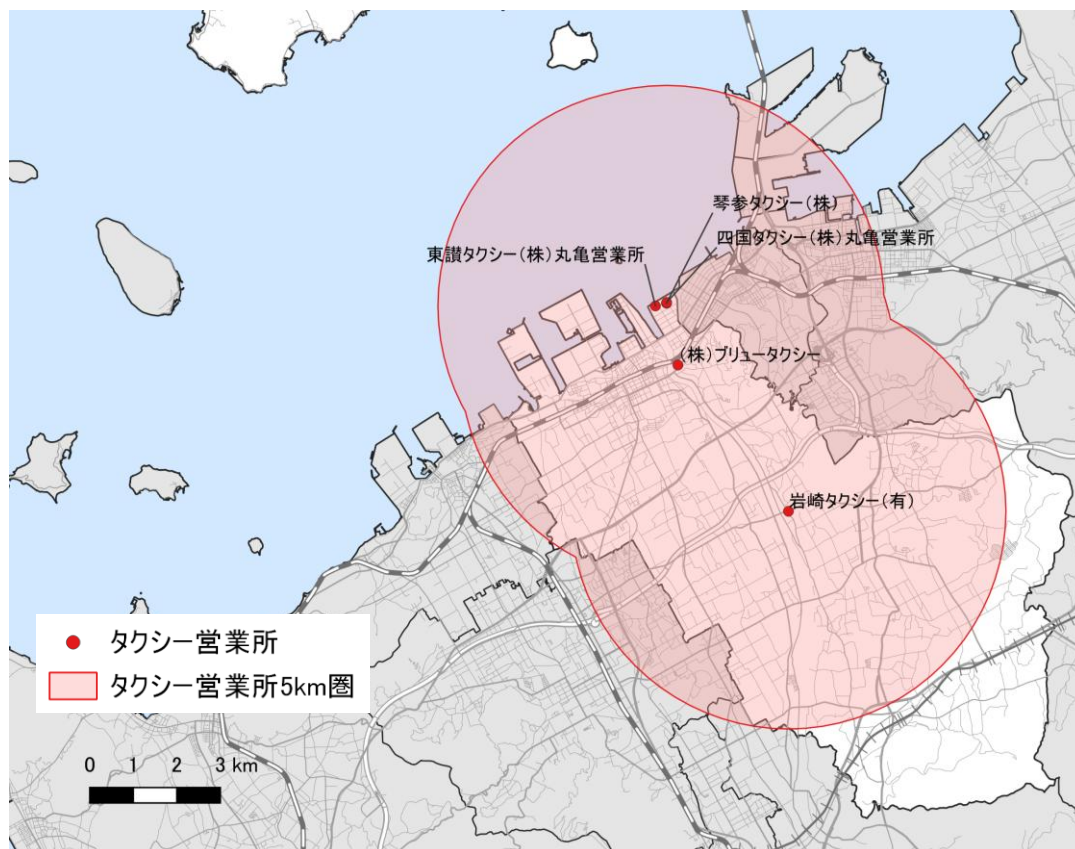 琴参タクシー(株)
四国タクシー(株)丸亀営業所
東讃タクシー(株)丸亀営業所
(株)ブリュータクシー
岩崎タクシー(有)
タクシー営業所
タクシー営業所5km圏
0 1 2 3 km